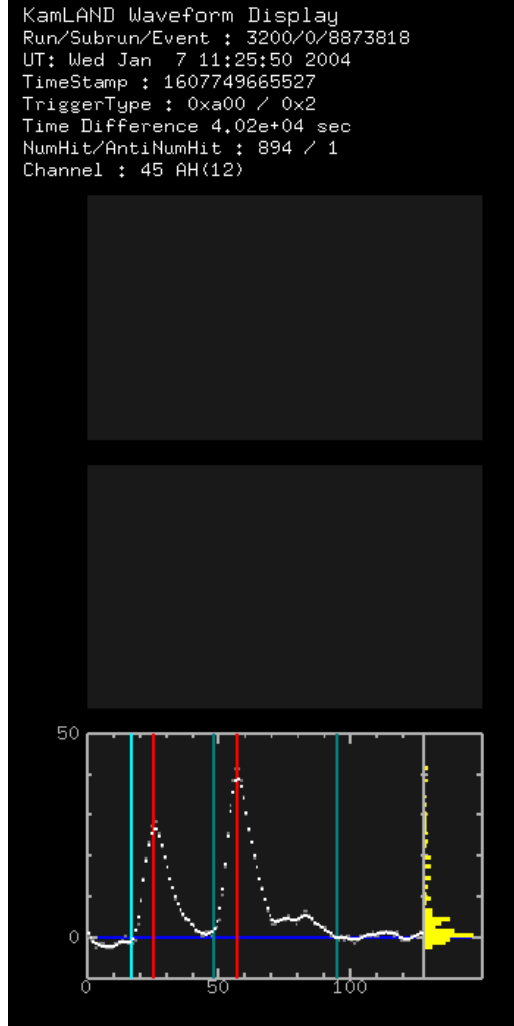 KamLAND Waveform Display
Run/Subrun/Event : 3200/0/8873818
UT: Wed Jan  7 11:25:50 2004
TimeStamp : 1607749665527
TriggerType : 0xa00 / 0x2
Time Difference 4.02e+04 sec
NumHit/AntiNumHit : 894 / 1
Channel : 45 AH(12)
50
0
0 50 100